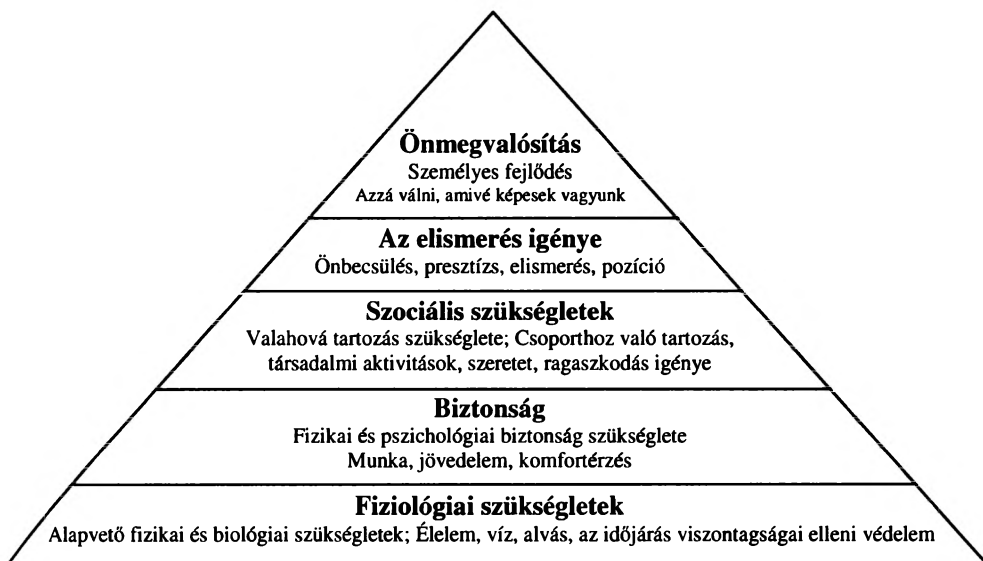 Önmegvalósítás
Személyes fejlődés
Azzá válni, amivé képesek vagyunk
Az elismerés igénye
Önbecsülés, presztízs, elismerés, pozíció
Szociális szükségletek
Valahová tartozás szükséglete; Csoporthoz való tartozás,
társadalmi aktivitások, szeretet, ragaszkodás igénye
Biztonság
Fizikai és pszichológiai biztonság szükséglete
Munka, jövedelem, komfortérzés
Fiziológiai szükségletek
Alapvető fizikai és biológiai szükségletek; Élelem, víz, alvás, az időjárás viszontagságai elleni védelem